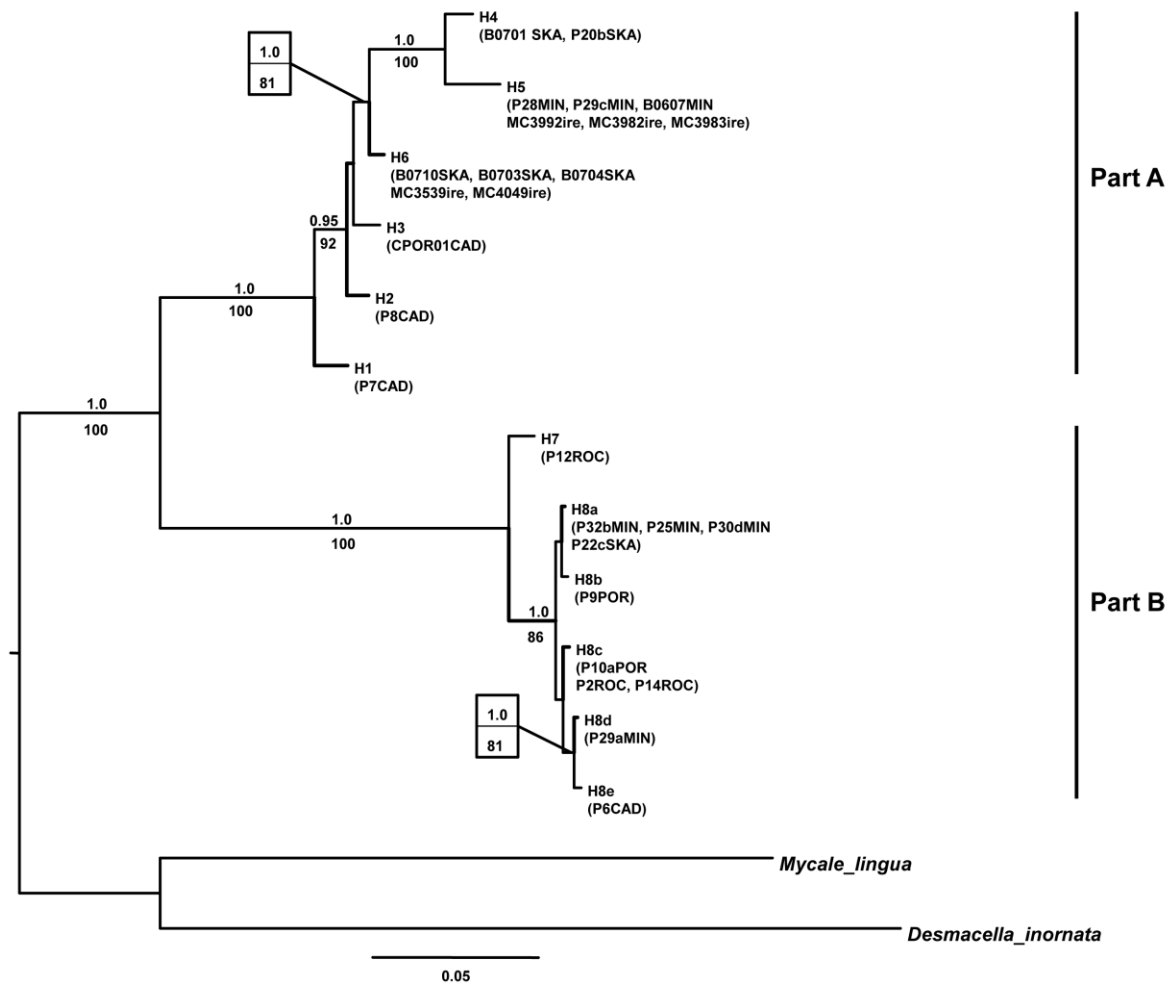 H4
(B0701 SKA, P20bSKA)
1.0
100
1.0
81
H5
(P28MIN, P29cMIN, B0607MIN
MC3992ire, MC3982ire, MC3983ire)
H6
(B0710SKA, B0703SKA, B0704SKA
MC3539ire, MC4049ire)
Part A
0.95
92
H3
(CPOR01CAD)
1.0
100
H2
(P8CAD)
H1
(P7CAD)
1.0
100
H7
(P12ROC)
H8a
(P32bMIN, P25MIN, P30dMIN
P22cSKA)
1.0
100
H8b
(P9POR)
Part B
1.0
86
H8c
(P10aPOR
P2ROC, P14ROC)
1.0
81
H8d
(P29aMIN)
H8e
(P6CAD)
Mycale_lingua
Desmacella_inornata
0.05